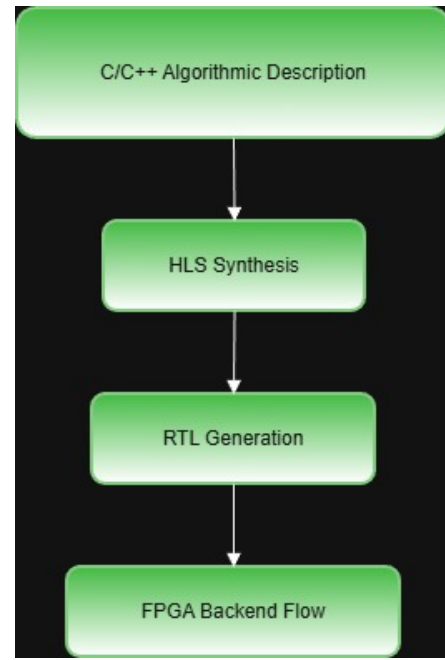 C/C++ Algorithmic Description
HLS Synthesis
RTL Generation
FPGA Backend Flow